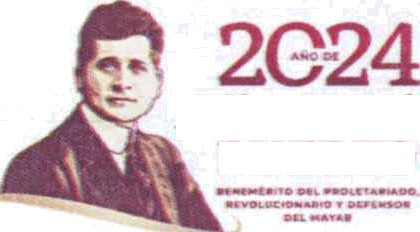 2024
AÑO DE
BENEMÉRITO DEL PROLETARIADO,
REVOLUCIONARIO Y DEFENSOR
DEL MAYAB